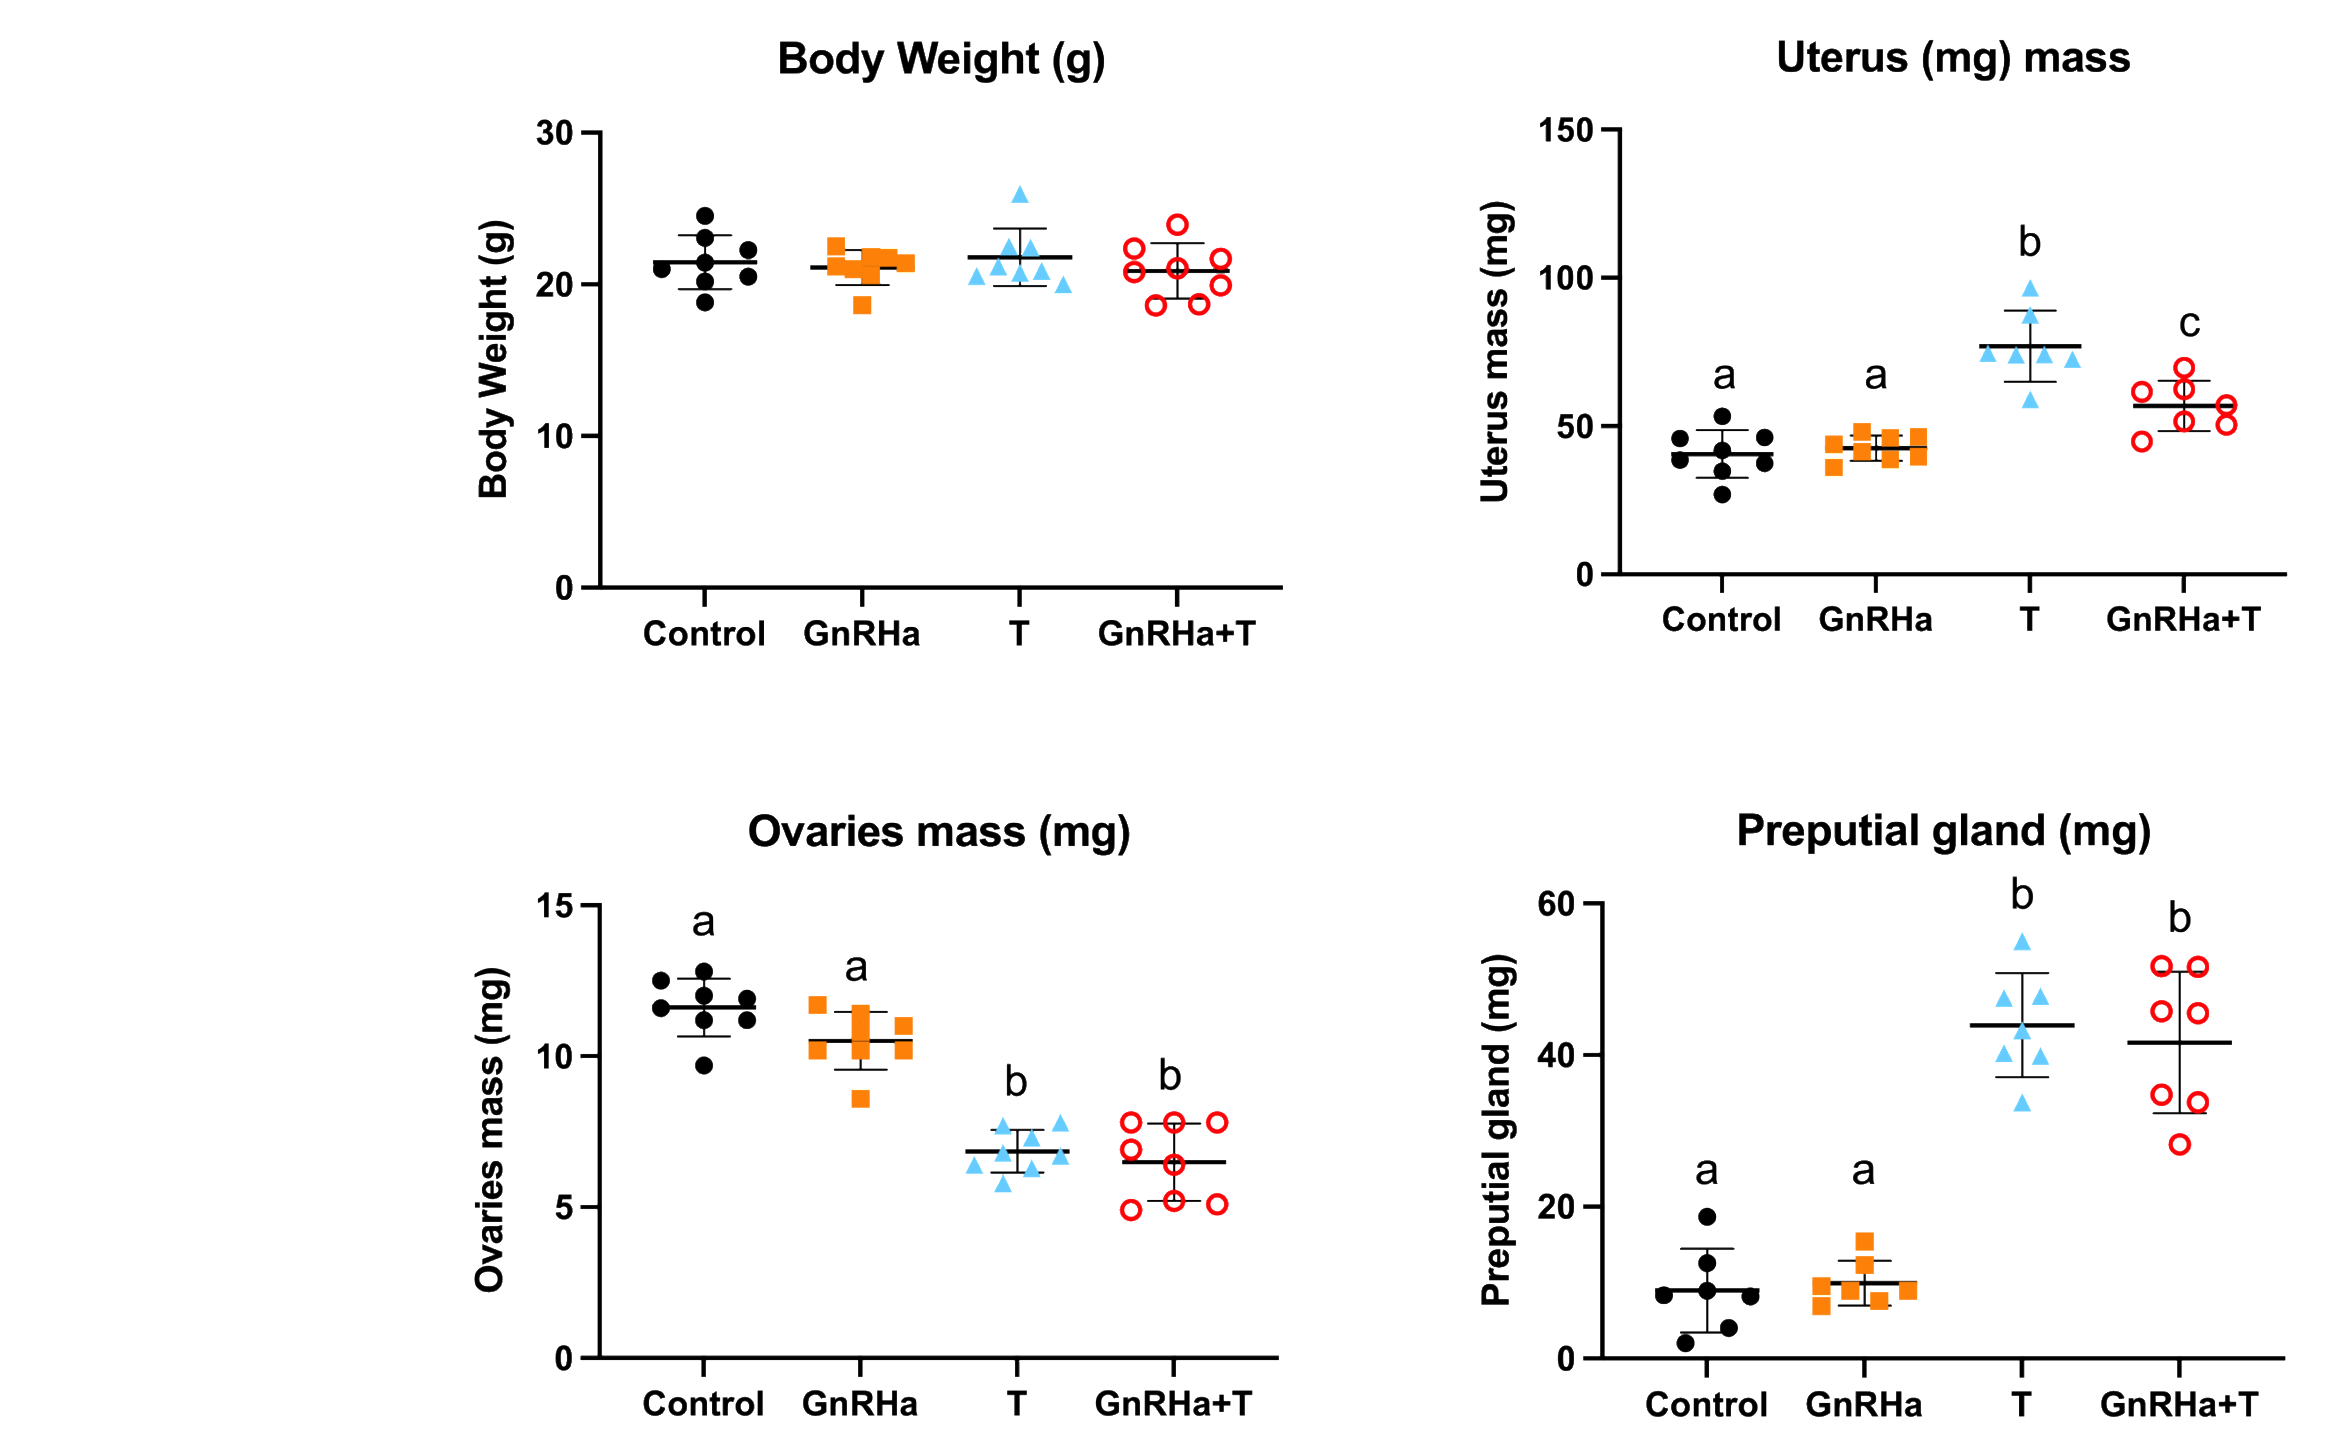 Body Weight (g)
Body Weight (g)
30
20
10
0
Control GnRHa T GnRHa+T
Uterus (mg) mass
Uterus mass (mg)
150
100
50
0
a a b c
Control GnRHa T GnRHa+T
Ovaries mass (mg)
Ovaries mass (mg)
15
10
5
0
a a b b
Control GnRHa T GnRHa+T
Preputial gland (mg)
Preputial gland (mg)
60
40
20
0
a a b b
Control GnRHa T GnRHa+T